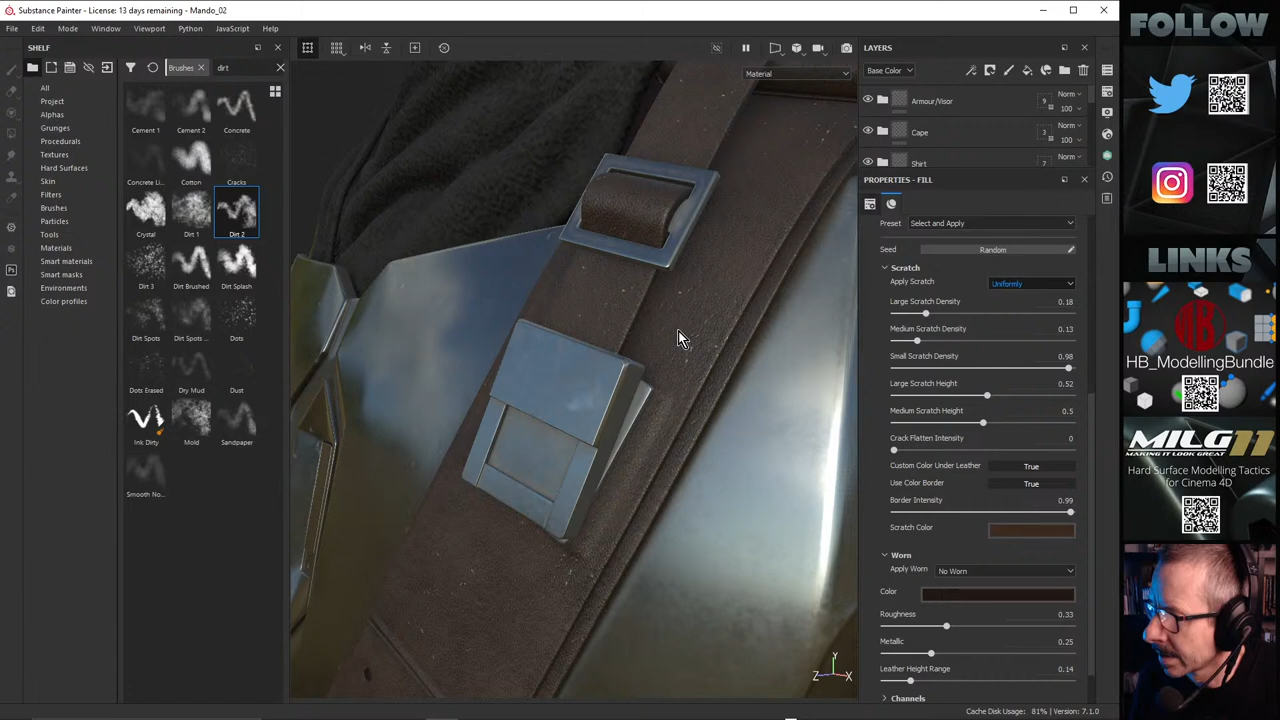 Substance Painter - License: 13 days remaining - Mando_02
File Edit Mode Window Viewport Python JavaScript Help
SHELF
Brushes
dirt
All
Project
Alphas
Grunges
Procedurals
Textures
Hard Surfaces
Skin
Filters
Brushes
Particles
Tools
Materials
Smart materials
Smart masks
Environments
Color profiles
Cement 1 Cement 2 Concrete
Concrete Li... Cotton Cracks
Crystal Dirt 1 Dirt 2
Dirt 3 Dirt Brushed Dirt Splash
Dirt Spots Dirt Spots ... Dots
Dots Erased Dry Mud Dust
Ink Dirty Mold Sandpaper
Smooth No...
Ps
Material
Y
Z X
LAYERS
Base Color
Armour/Visor 9 Norm 100
Cape 3 Norm 100
Shirt 7 Norm
PROPERTIES - FILL
Preset Select and Apply
Seed Random
Scratch
Apply Scratch Uniformly
Large Scratch Density 0.18
Medium Scratch Density 0.13
Small Scratch Density 0.98
Large Scratch Height 0.52
Medium Scratch Height 0.5
Crack Flatten Intensity 0
Custom Color Under Leather True
Use Color Border True
Border Intensity 0.99
Scratch Color
Worn
Apply Worn No Worn
Color
Roughness 0.33
Metallic 0.25
Leather Height Range 0.14
Channels
Cache Disk Usage: 81% | Version: 7.1.0
FOLLOW
LINKS
HB_ModellingBundle
MILG11
MAKING IT LOOK GREAT
Hard Surface Modelling Tactics
for Cinema 4D